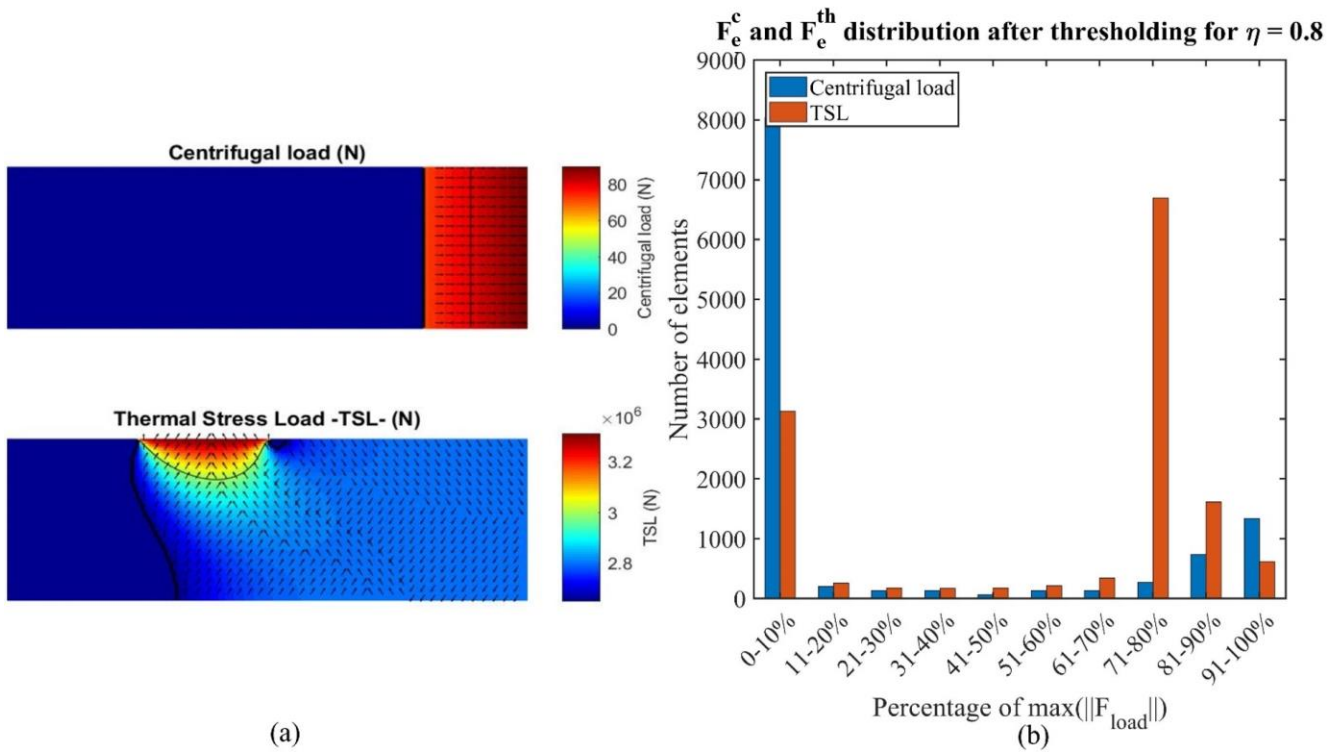 Centrifugal load (N)
80
60
40
20
0
Centrifugal load (N)
Thermal Stress Load -TSL- (N)
×10⁶
3.2
3
2.8
TSL (N)
(a)
F_e^c and F_e^th distribution after thresholding for η = 0.8
Centrifugal load
TSL
9000
8000
7000
6000
5000
4000
3000
2000
1000
0
Number of elements
0-10%
11-20%
21-30%
31-40%
41-50%
51-60%
61-70%
71-80%
81-90%
91-100%
Percentage of max(||F_load||)
(b)